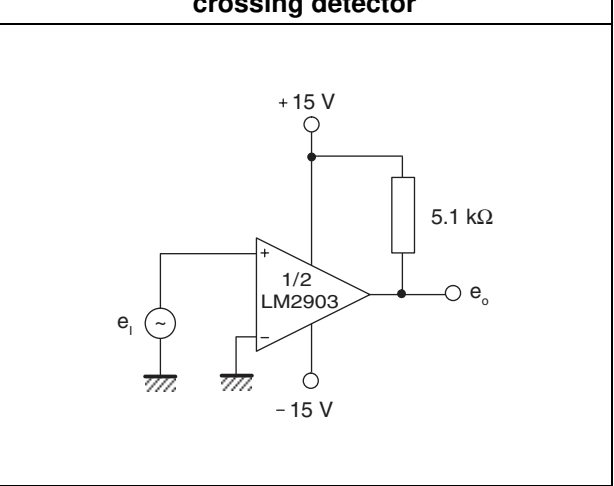 crossing detector
+ 15 V
5.1 kΩ
+
1/2
LM2903
eo
eI
~
−
− 15 V